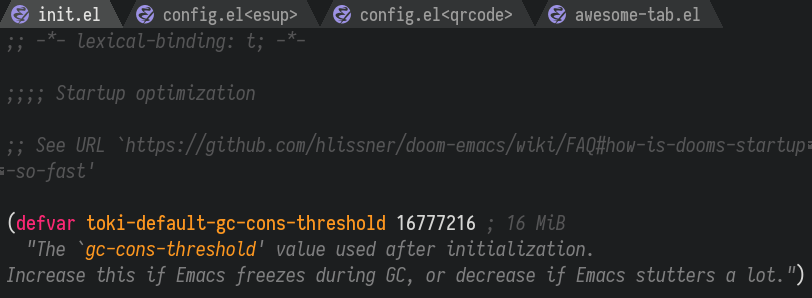 init.el config.el<esup> config.el<qrcode> awesome-tab.el
;; -*- lexical-binding: t; -*-
;;;; Startup optimization
;; See URL `https://github.com/hlissner/doom-emacs/wiki/FAQ#how-is-dooms-startup
-so-fast'
(defvar toki-default-gc-cons-threshold 16777216 ; 16 MiB
"The `gc-cons-threshold' value used after initialization.
Increase this if Emacs freezes during GC, or decrease if Emacs stutters a lot.")